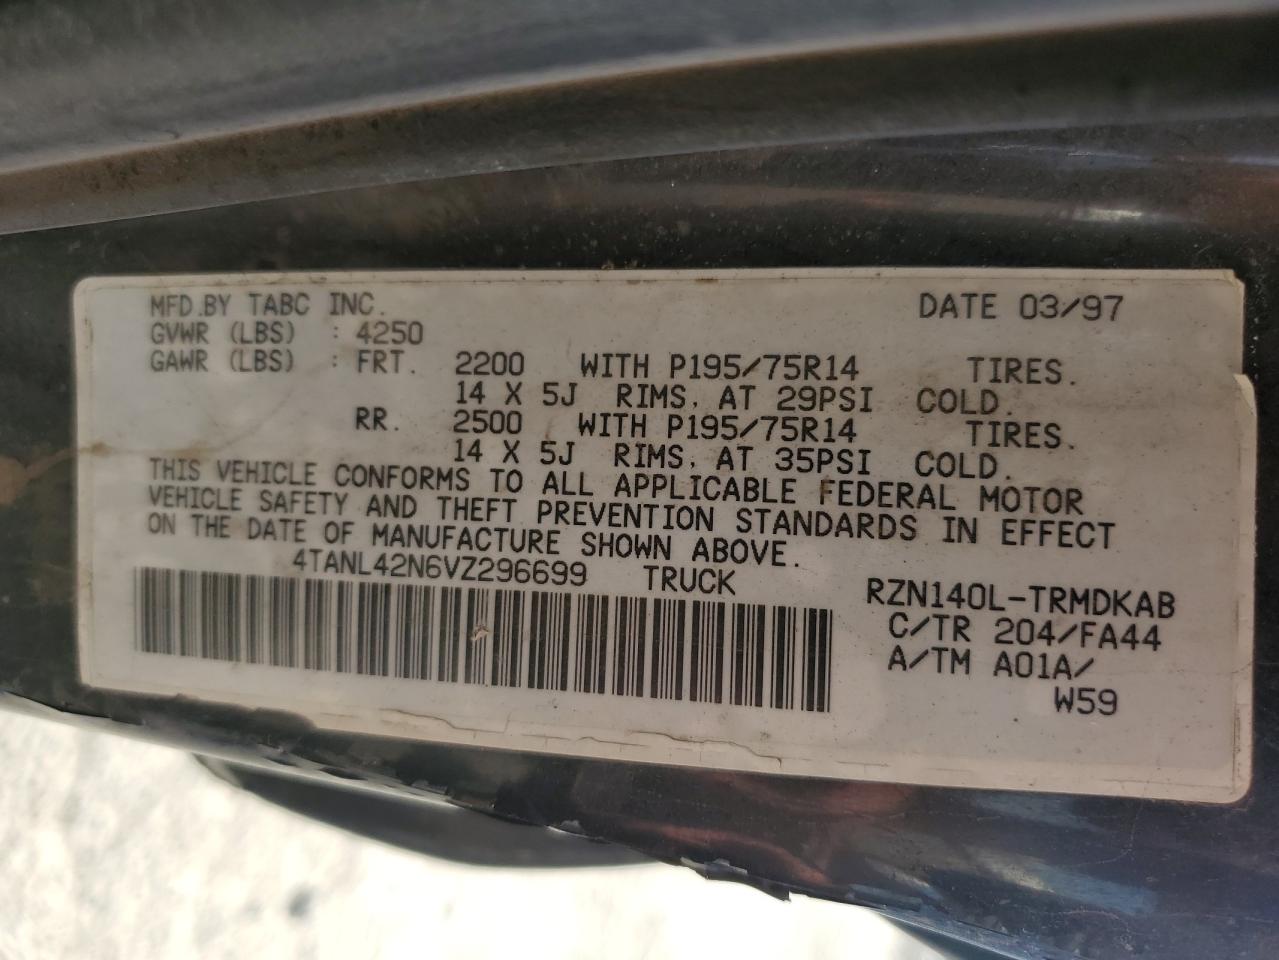 MFD.BY TABC INC. DATE 03/97
GVWR (LBS) : 4250
GAWR (LBS) : FRT. 2200 WITH P195/75R14 TIRES.
14 X 5J RIMS, AT 29PSI COLD.
RR. 2500 WITH P195/75R14 TIRES.
14 X 5J RIMS, AT 35PSI COLD.
THIS VEHICLE CONFORMS TO ALL APPLICABLE FEDERAL MOTOR
VEHICLE SAFETY AND THEFT PREVENTION STANDARDS IN EFFECT
ON THE DATE OF MANUFACTURE SHOWN ABOVE.
4TANL42N6VZ296699 TRUCK RZN140L-TRMDKAB
C/TR 204/FA44
A/TM A01A/
W59